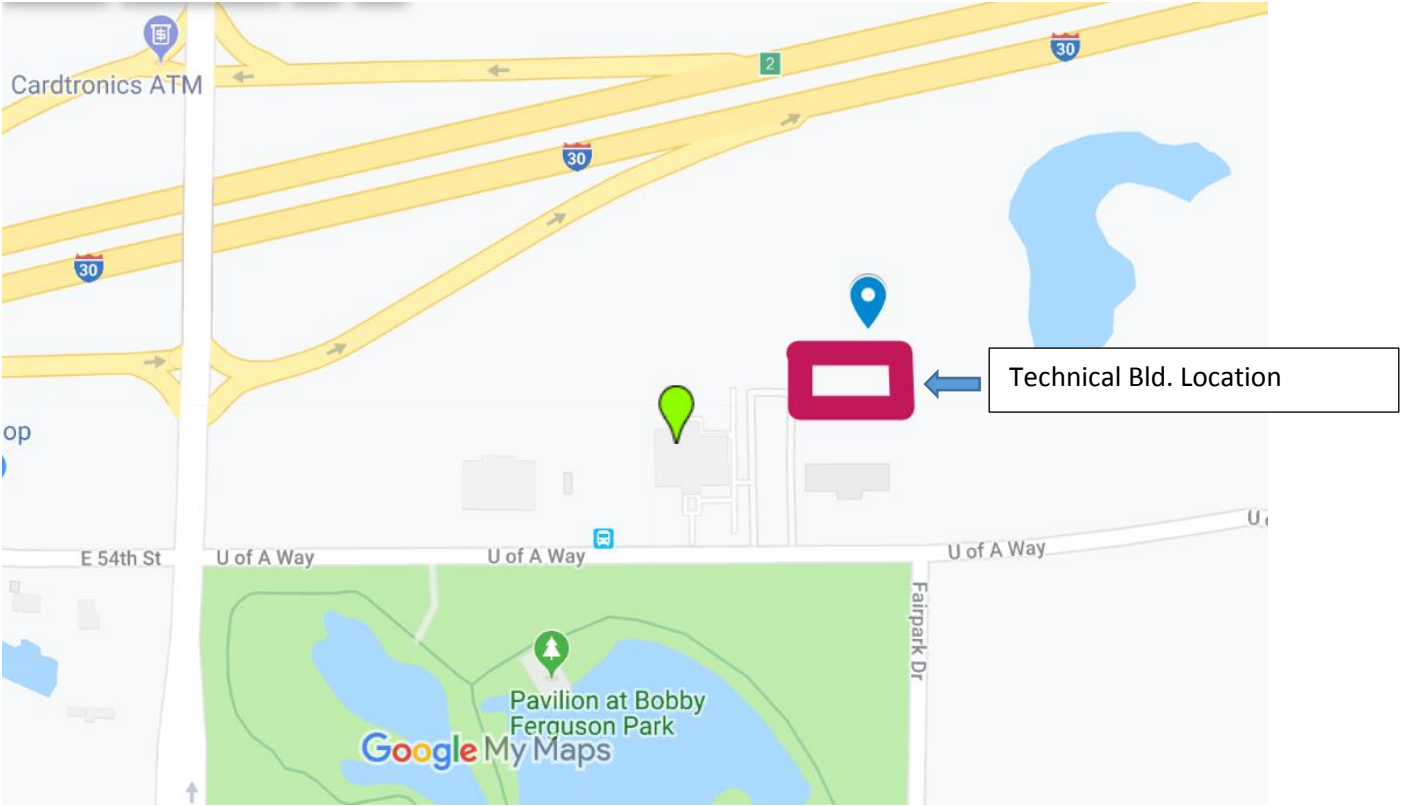 Cardtronics ATM
2
30
30
30
Technical Bld. Location
op
E 54th St
U of A Way
U of A Way
U of A Way
U
Fairpark Dr
Pavilion at Bobby
Ferguson Park
Google My Maps